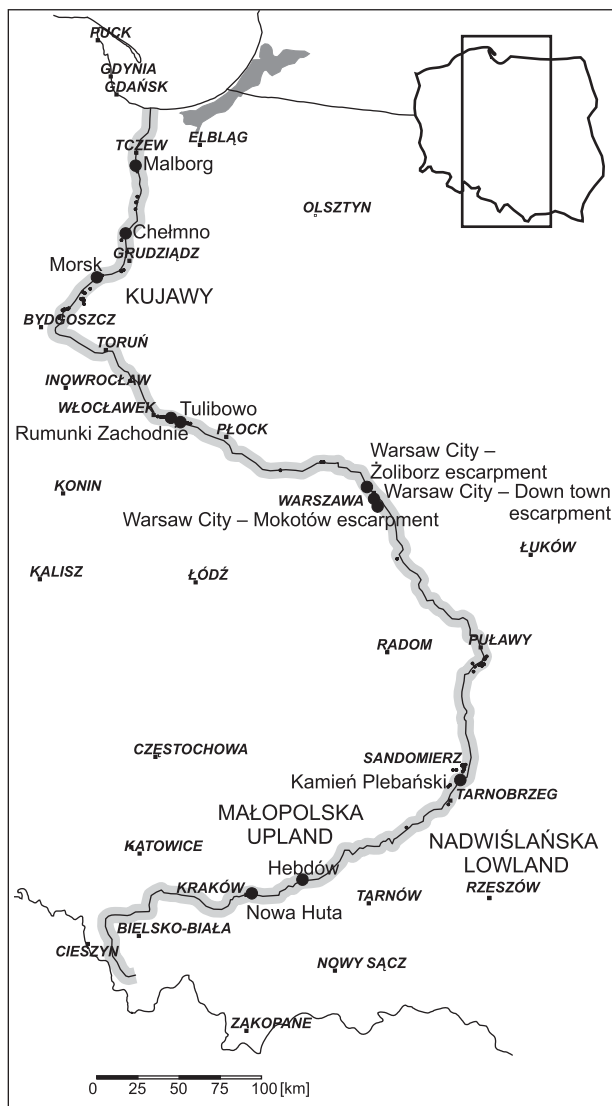 PUCK
GDYNIA
GDAŃSK
ELBLĄG
TCZEW
Malborg
OLSZTYN
Chełmno
GRUDZIĄDZ
Morsk
KUJAWY
BYDGOSZCZ
TORUŃ
INOWROCŁAW
WŁOCŁAWEK
Tulibowo
Rumunki Zachodnie
PŁOCK
Warsaw City –
Żoliborz escarpment
KONIN
WARSZAWA
Warsaw City – Down town
escarpment
Warsaw City – Mokotów escarpment
ŁUKÓW
KALISZ
ŁÓDŹ
RADOM
PUŁAWY
CZĘSTOCHOWA
SANDOMIERZ
Kamień Plebański
TARNOBRZEG
MAŁOPOLSKA
UPLAND
KATOWICE
NADWIŚLAŃSKA
LOWLAND
Hebdów
KRAKÓW
Nowa Huta
TARNÓW
RZESZÓW
BIELSKO-BIAŁA
CIESZYN
NOWY SĄCZ
ZAKOPANE
0 25 50 75 100 [km]